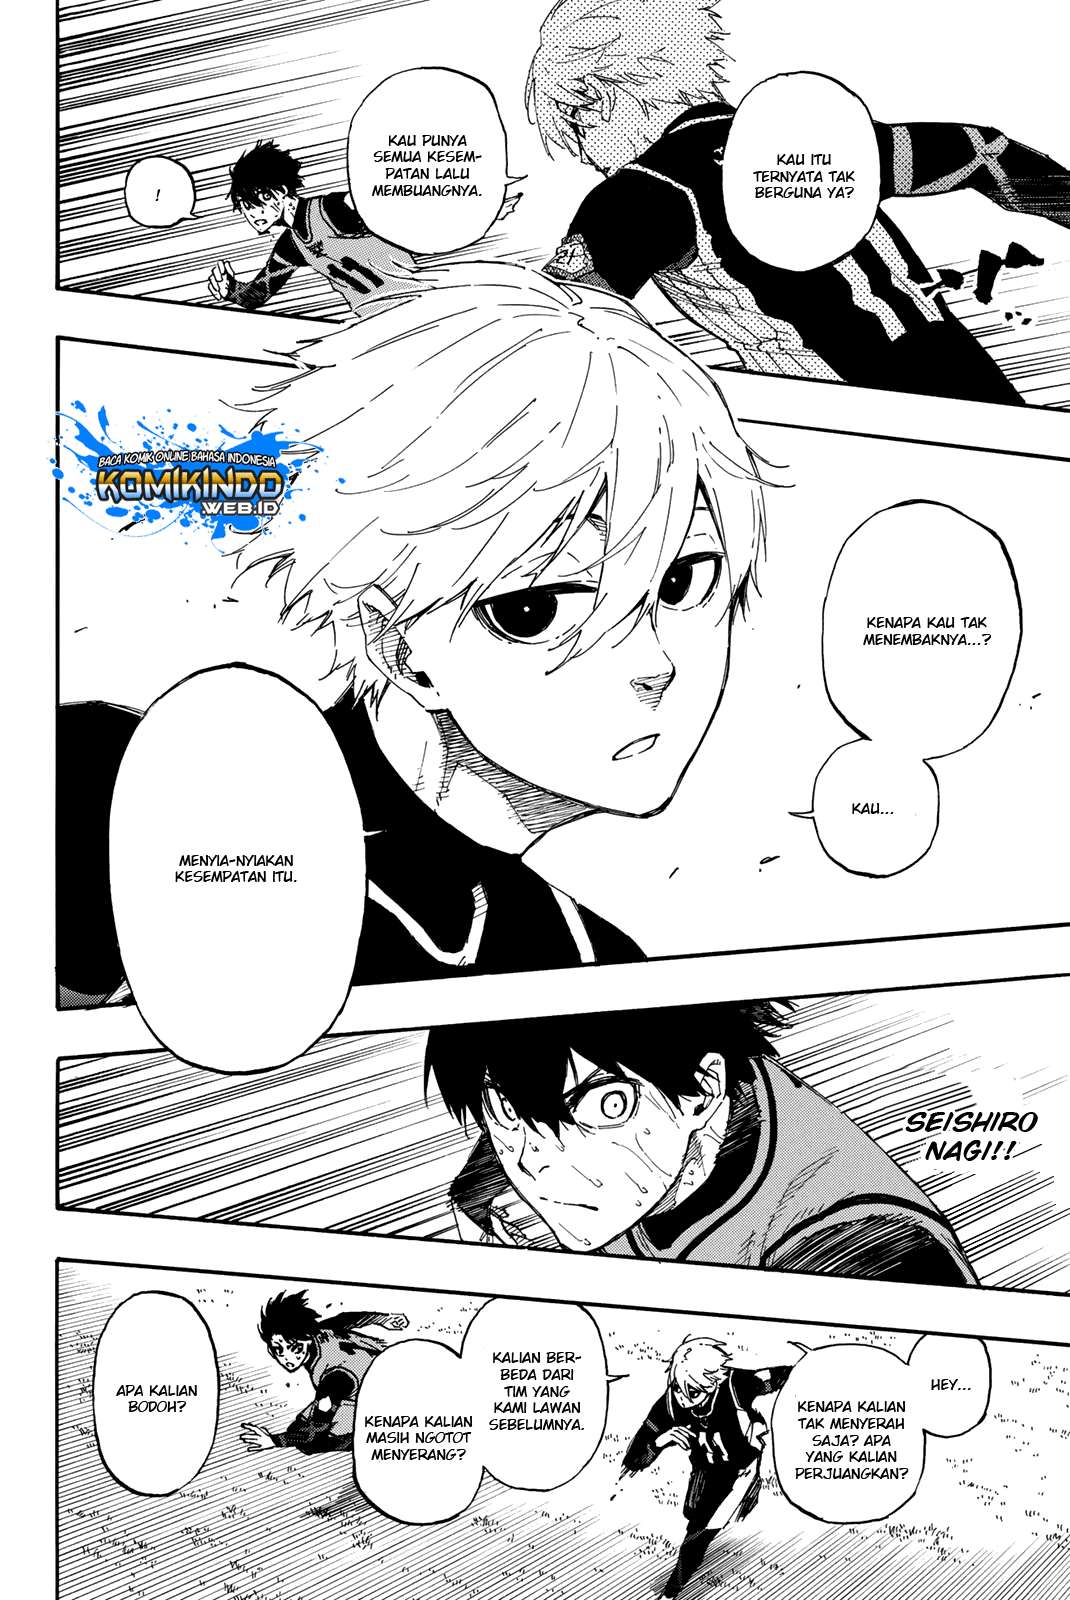 KAU ITU
TERNYATA TAK
BERGUNA YA?
KAU PUNYA
SEMUA KESEM-
PATAN LALU
MEMBUANGNYA.
!
21
11
BACA KOMIK ONLINE BAHASA INDONESIA
KOMIKINDO
WEB.ID
KENAPA KAU TAK
MENEMBAKNYA...?
KAU...
MENYIA-NYIAKAN
KESEMPATAN ITU.
SEISHIRO
NAGI!!
HEY...
KENAPA KALIAN
TAK MENYERAH
SAJA? APA
YANG KALIAN
PERJUANGKAN?
11
KALIAN BER-
BEDA DARI
TIM YANG
KAMI LAWAN
SEBELUMNYA.
KENAPA KALIAN
MASIH NGOTOT
MENYERANG?
APA KALIAN
BODOH?